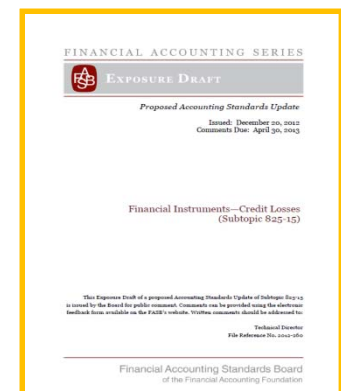 FINANCIAL ACCOUNTING SERIES
FASB
EXPOSURE DRAFT
Proposed Accounting Standards Update
Issued: December 20, 2012
Comments Due: April 30, 2013
Financial Instruments—Credit Losses
(Subtopic 825-15)
This Exposure Draft of a proposed Accounting Standards Update of Subtopic 825-15
is issued by the Board for public comment. Comments can be provided using the electronic
feedback form available on the FASB's website. Written comments should be addressed to:
Technical Director
File Reference No. 2012-260
Financial Accounting Standards Board
of the Financial Accounting Foundation